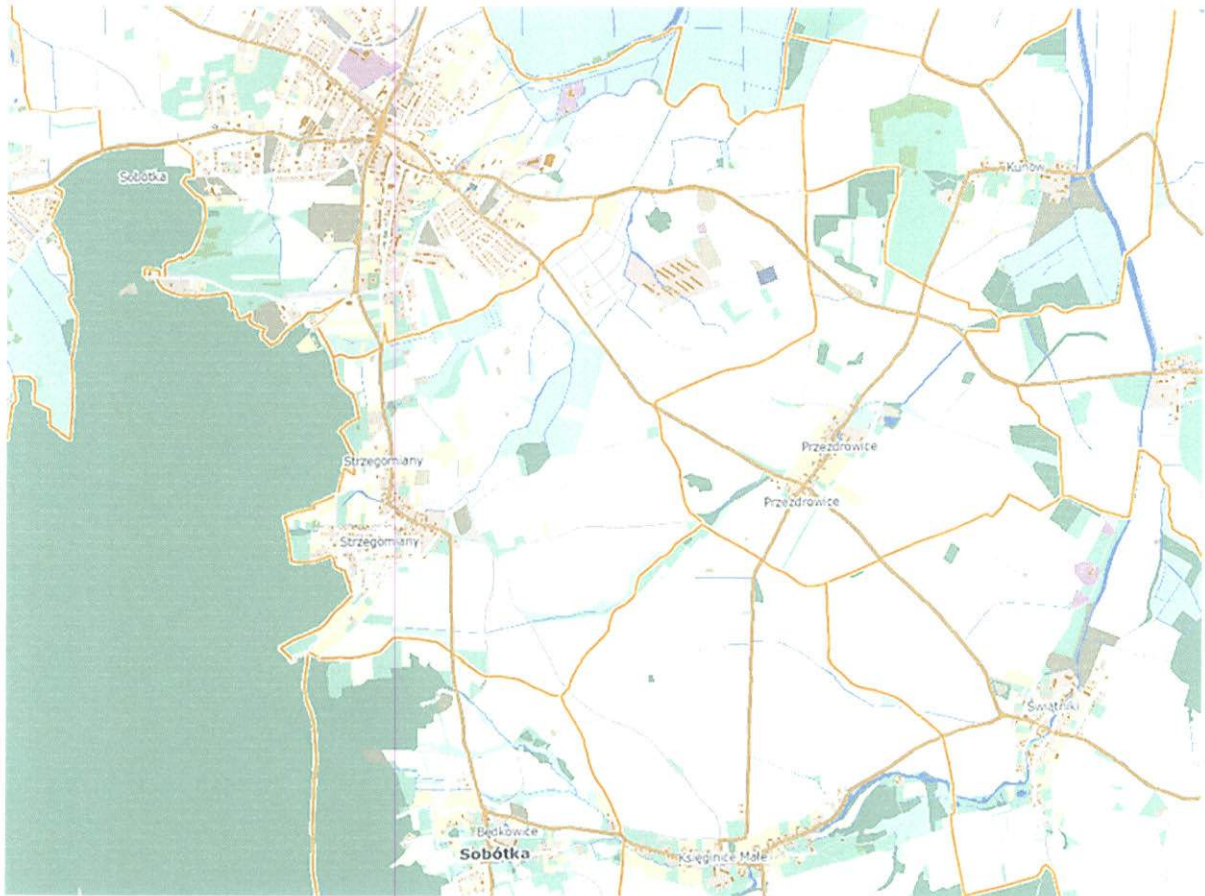 Sobótka
Kunów
Strzegomiany
Przezdrowice
Przezdrowice
Strzegomiany
Świątniki
Będkowice
Sobótka
Księginice Małe